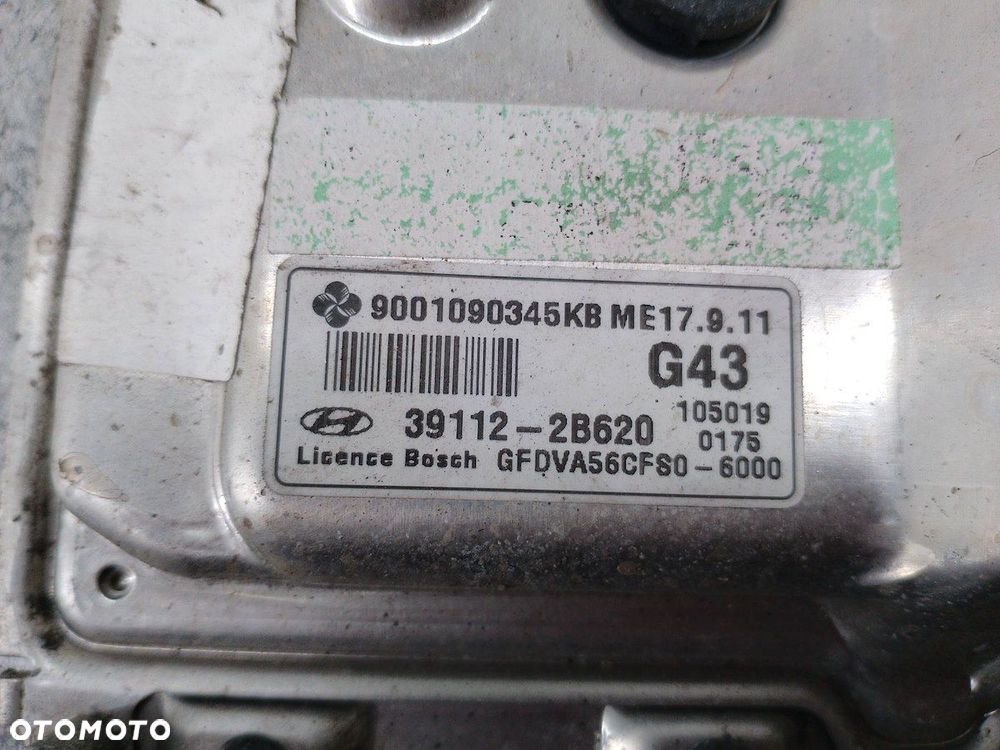 9001090345KB ME17.9.11
G43
105019
39112-2B620
0175
Licence Bosch GFDVA56CFS0-6000
OTOMOTO